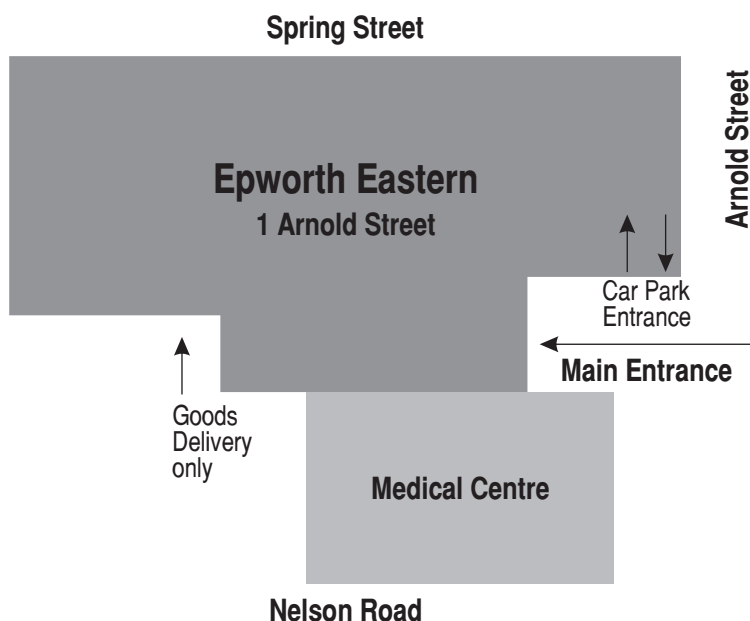 Spring Street
Arnold Street
Epworth Eastern
1 Arnold Street
Car Park
Entrance
Main Entrance
Goods
Delivery
only
Medical Centre
Nelson Road